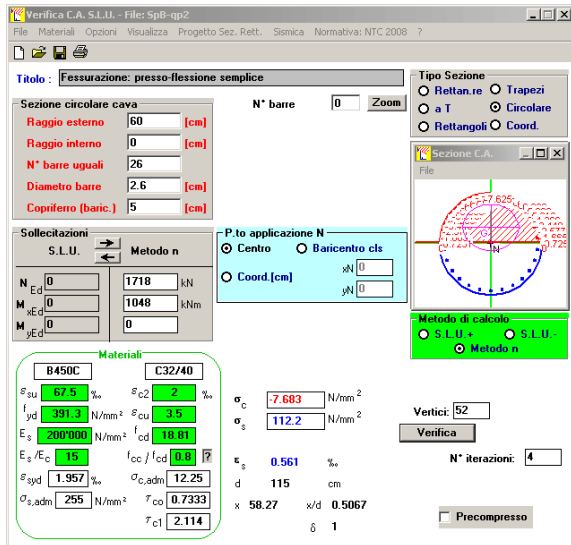 Verifica C.A. S.L.U. - File: SpB-qp2
File Materiali Opzioni Visualizza Progetto Sez. Rett. Sismica Normativa: NTC 2008 ?
Titolo : Fessurazione: presso-flessione semplice
Tipo Sezione
Rettan.re Trapezi
a T Circolare
Rettangoli Coord.
Sezione circolare cava
Raggio esterno 60 [cm]
Raggio interno 0 [cm]
N* barre uguali 26
Diametro barre 2.6 [cm]
Copriferro (baric.) 5 [cm]
N* barre 0 Zoom
Sezione C.A.
File
7.625
G
N
Sollecitazioni
S.L.U. Metodo n
N Ed 0 1718 kN
M xEd 0 1048 kNm
M yEd 0 0
P.to applicazione N
Centro Baricentro cls
Coord.[cm] xN 0
yN 0
Metodo di calcolo
S.L.U.+ S.L.U.-
Metodo n
Materiali
B450C C32/40
εsu 67.5 ‰ εc2 2 ‰
fyd 391.3 N/mm² εcu 3.5
Es 200'000 N/mm² fcd 18.81
Es /Ec 15 fcc / fcd 0.8 ?
εsyd 1.957 ‰ σc,adm 12.25
σs,adm 255 N/mm² τco 0.7333
τc1 2.114
σc -7.683 N/mm²
σs 112.2 N/mm²
εs 0.561 ‰
d 115 cm
x 58.27 x/d 0.5067
δ 1
Vertici: 52
Verifica
N* iterazioni: 4
Precompresso